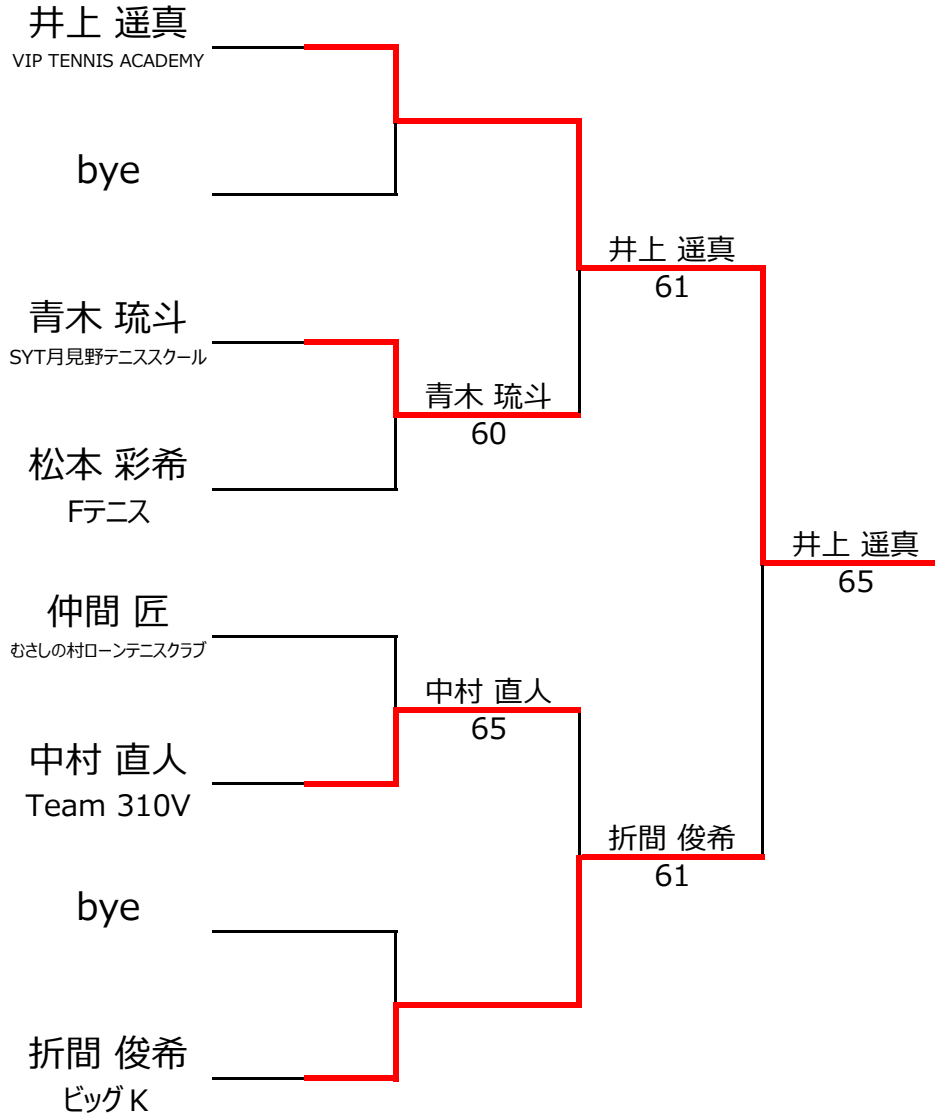 井上 遥真
VIP TENNIS ACADEMY
bye
青木 琉斗
SYT月見野テニススクール
松本 彩希
Fテニス
仲間 匠
むさしの村ローンテニスクラブ
中村 直人
Team 310V
bye
折間 俊希
ビッグK
青木 琉斗
60
中村 直人
65
井上 遥真
61
折間 俊希
61
井上 遥真
65